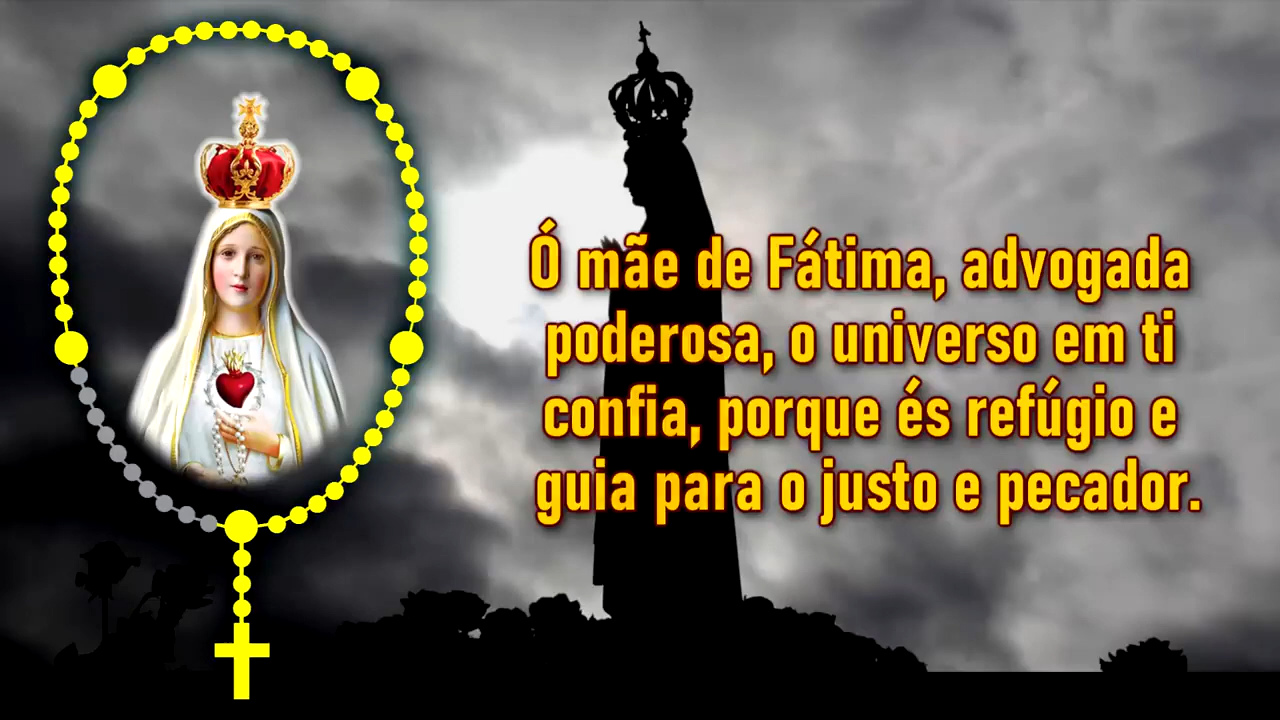 Ó mãe de Fátima, advogada
poderosa, o universo em ti
confia, porque és refúgio e
guia para o justo e pecador.